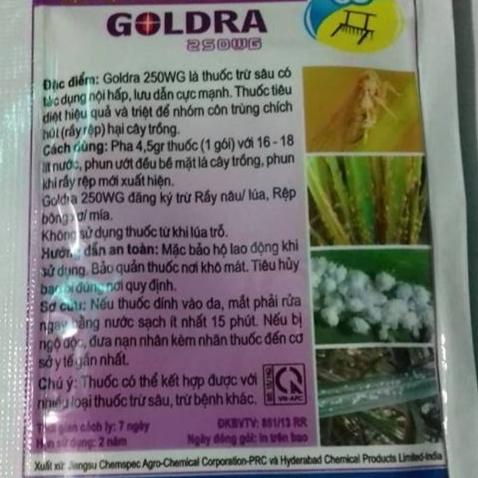 GOLDRA
250WG
Đặc điểm: Goldra 250WG là thuốc trừ sâu có
tác dụng nội hấp, lưu dẫn cực mạnh. Thuốc tiêu
diệt hiệu quả và triệt để nhóm côn trùng chích
hút (rầy rệp) hại cây trồng.
Cách dùng: Pha 4,5gr thuốc (1 gói) với 16 - 18
lít nước, phun ướt đều bề mặt lá cây trồng, phun
khi rầy rệp mới xuất hiện.
Goldra 250WG đăng ký trừ Rầy nâu/ lúa, Rệp
bông xơ/ mía.
Không sử dụng thuốc từ khi lúa trổ.
Hướng dẫn an toàn: Mặc bảo hộ lao động khi
sử dụng. Bảo quản thuốc nơi khô mát. Tiêu hủy
bao bì đúng nơi quy định.
Sơ cứu: Nếu thuốc dính vào da, mắt phải rửa
ngay bằng nước sạch ít nhất 15 phút. Nếu bị
ngộ độc, đưa nạn nhân kèm nhãn thuốc đến cơ
sở y tế gần nhất.
Chú ý: Thuốc có thể kết hợp được với
nhiều loại thuốc trừ sâu, trừ bệnh khác.
Thời gian cách ly: 7 ngày ĐKBVTV: 851/13 RR
Hạn sử dụng: 2 năm Ngày đóng gói: in trên bao
Xuất xứ: Jiangsu Chemspec Agro-Chemical Corporation-PRC và Hyderabad Chemical Products Limited-India